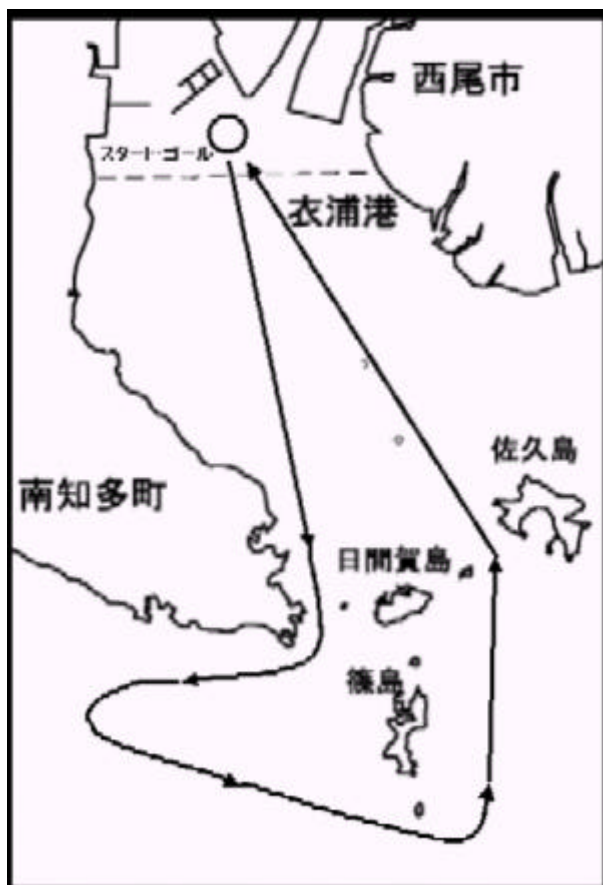 西尾市
スタート・ゴール
衣浦港
佐久島
南知多町
日間賀島
篠島